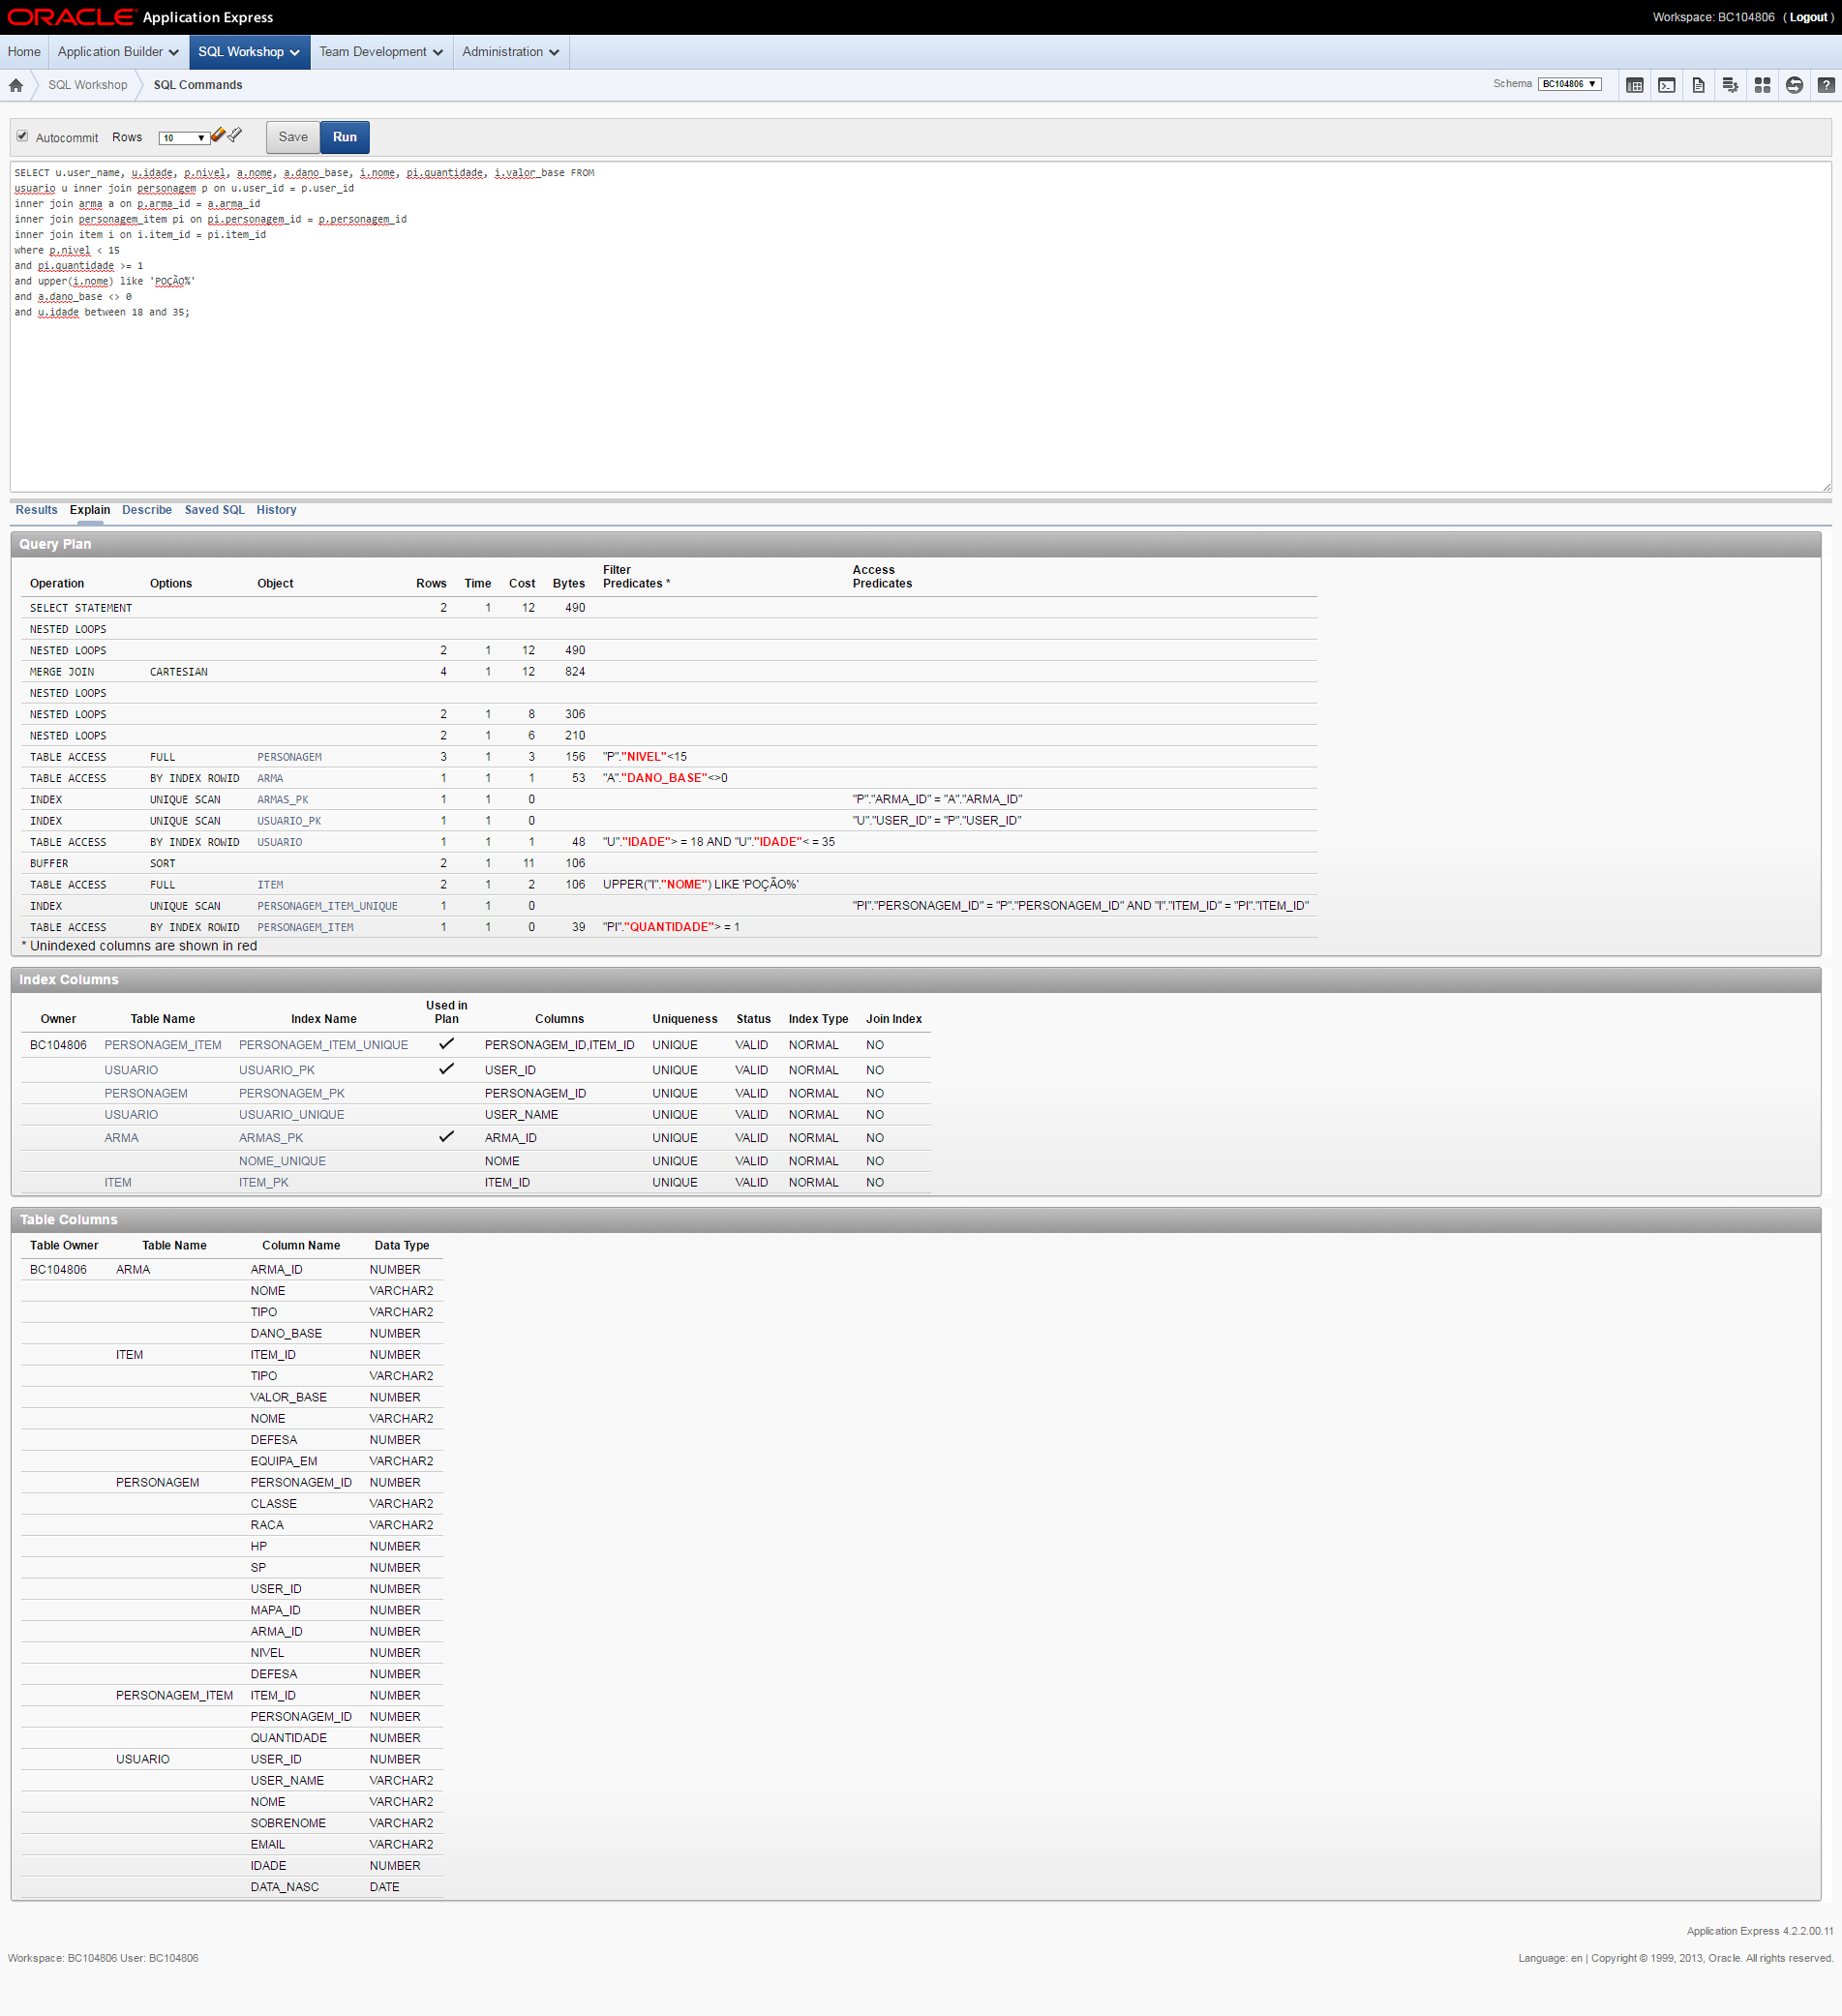 ORACLE Application Express Workspace: BC104806 ( Logout )
Home Application Builder SQL Workshop Team Development Administration
SQL Workshop SQL Commands Schema BC104806
Autocommit Rows 10 Save Run
SELECT u.user_name, u.idade, p.nivel, a.nome, a.dano_base, i.nome, pi.quantidade, i.valor_base FROM
usuario u inner join personagem p on u.user_id = p.user_id
inner join arma a on p.arma_id = a.arma_id
inner join personagem_item pi on pi.personagem_id = p.personagem_id
inner join item i on i.item_id = pi.item_id
where p.nivel < 15
and pi.quantidade >= 1
and upper(i.nome) like 'POÇÃO%'
and a.dano_base <> 0
and u.idade between 18 and 35;
Results Explain Describe Saved SQL History
Query Plan
Operation Options Object Rows Time Cost Bytes Filter Predicates * Access Predicates
SELECT STATEMENT 2 1 12 490
NESTED LOOPS
NESTED LOOPS 2 1 12 490
MERGE JOIN CARTESIAN 4 1 12 824
NESTED LOOPS
NESTED LOOPS 2 1 8 306
NESTED LOOPS 2 1 6 210
TABLE ACCESS FULL PERSONAGEM 3 1 3 156 "P"."NIVEL"<15
TABLE ACCESS BY INDEX ROWID ARMA 1 1 1 53 "A"."DANO_BASE"<>0
INDEX UNIQUE SCAN ARMAS_PK 1 1 0 "P"."ARMA_ID" = "A"."ARMA_ID"
INDEX UNIQUE SCAN USUARIO_PK 1 1 0 "U"."USER_ID" = "P"."USER_ID"
TABLE ACCESS BY INDEX ROWID USUARIO 1 1 1 48 "U"."IDADE"> = 18 AND "U"."IDADE"< = 35
BUFFER SORT 2 1 11 106
TABLE ACCESS FULL ITEM 2 1 2 106 UPPER("I"."NOME") LIKE 'POÇÃO%'
INDEX UNIQUE SCAN PERSONAGEM_ITEM_UNIQUE 1 1 0 "PI"."PERSONAGEM_ID" = "P"."PERSONAGEM_ID" AND "I"."ITEM_ID" = "PI"."ITEM_ID"
TABLE ACCESS BY INDEX ROWID PERSONAGEM_ITEM 1 1 0 39 "PI"."QUANTIDADE"> = 1
* Unindexed columns are shown in red
Index Columns
Owner Table Name Index Name Used in Plan Columns Uniqueness Status Index Type Join Index
BC104806 PERSONAGEM_ITEM PERSONAGEM_ITEM_UNIQUE PERSONAGEM_ID,ITEM_ID UNIQUE VALID NORMAL NO
USUARIO USUARIO_PK USER_ID UNIQUE VALID NORMAL NO
PERSONAGEM PERSONAGEM_PK PERSONAGEM_ID UNIQUE VALID NORMAL NO
USUARIO USUARIO_UNIQUE USER_NAME UNIQUE VALID NORMAL NO
ARMA ARMAS_PK ARMA_ID UNIQUE VALID NORMAL NO
NOME_UNIQUE NOME UNIQUE VALID NORMAL NO
ITEM ITEM_PK ITEM_ID UNIQUE VALID NORMAL NO
Table Columns
Table Owner Table Name Column Name Data Type
BC104806 ARMA ARMA_ID NUMBER
NOME VARCHAR2
TIPO VARCHAR2
DANO_BASE NUMBER
ITEM ITEM_ID NUMBER
TIPO VARCHAR2
VALOR_BASE NUMBER
NOME VARCHAR2
DEFESA NUMBER
EQUIPA_EM VARCHAR2
PERSONAGEM PERSONAGEM_ID NUMBER
CLASSE VARCHAR2
RACA VARCHAR2
HP NUMBER
SP NUMBER
USER_ID NUMBER
MAPA_ID NUMBER
ARMA_ID NUMBER
NIVEL NUMBER
DEFESA NUMBER
PERSONAGEM_ITEM ITEM_ID NUMBER
PERSONAGEM_ID NUMBER
QUANTIDADE NUMBER
USUARIO USER_ID NUMBER
USER_NAME VARCHAR2
NOME VARCHAR2
SOBRENOME VARCHAR2
EMAIL VARCHAR2
IDADE NUMBER
DATA_NASC DATE
Application Express 4.2.2.00.11
Workspace: BC104806 User: BC104806 Language: en | Copyright © 1999, 2013, Oracle. All rights reserved.